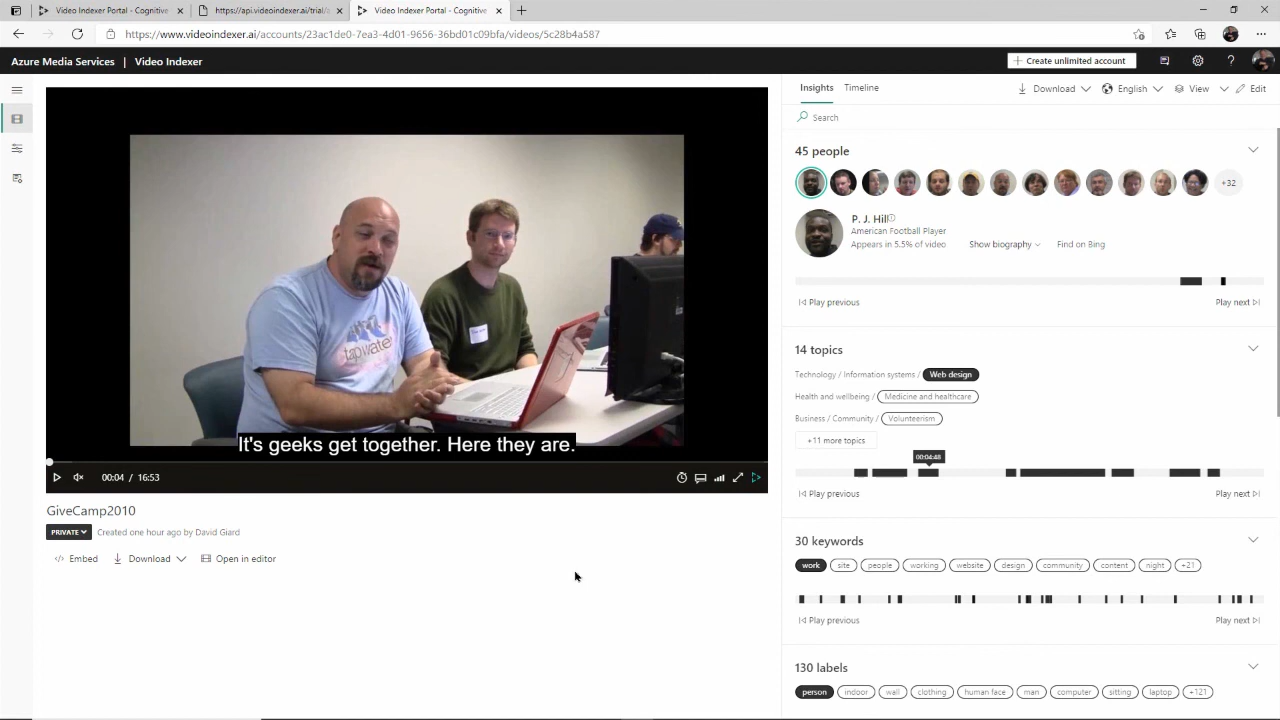 Video Indexer Portal - Cognitive
https://api.videoindexer.ai/trial/a
Video Indexer Portal - Cognitive
https://www.videoindexer.ai/accounts/23ac1de0-7ea3-4d01-9656-36bd01c09bfa/videos/5c28b4a587
Azure Media Services | Video Indexer
Create unlimited account
Insights Timeline
Download English View Edit
Search
45 people
+32
P. J. Hill
American Football Player
Appears in 5.5% of video Show biography Find on Bing
Play previous Play next
14 topics
Technology / Information systems / Web design
Health and wellbeing / Medicine and healthcare
Business / Community / Volunteerism
+11 more topics
00:04:48
Play previous Play next
30 keywords
work site people working website design community content night +21
Play previous Play next
130 labels
person indoor wall clothing human face man computer sitting laptop +121
tapwater
It's geeks get together. Here they are.
00:04 / 16:53
GiveCamp2010
PRIVATE Created one hour ago by David Giard
Embed Download Open in editor